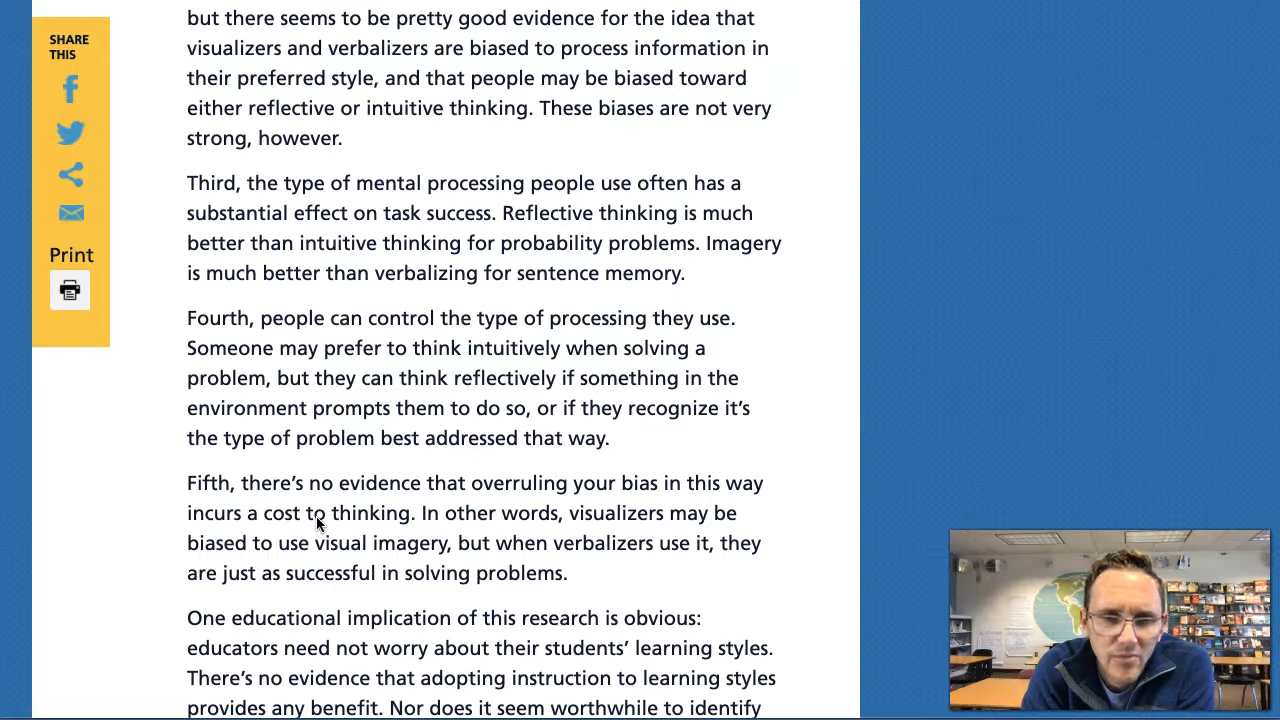 SHARE
THIS
Print
but there seems to be pretty good evidence for the idea that
visualizers and verbalizers are biased to process information in
their preferred style, and that people may be biased toward
either reflective or intuitive thinking. These biases are not very
strong, however.
Third, the type of mental processing people use often has a
substantial effect on task success. Reflective thinking is much
better than intuitive thinking for probability problems. Imagery
is much better than verbalizing for sentence memory.
Fourth, people can control the type of processing they use.
Someone may prefer to think intuitively when solving a
problem, but they can think reflectively if something in the
environment prompts them to do so, or if they recognize it’s
the type of problem best addressed that way.
Fifth, there’s no evidence that overruling your bias in this way
incurs a cost to thinking. In other words, visualizers may be
biased to use visual imagery, but when verbalizers use it, they
are just as successful in solving problems.
One educational implication of this research is obvious:
educators need not worry about their students’ learning styles.
There’s no evidence that adopting instruction to learning styles
provides any benefit. Nor does it seem worthwhile to identify